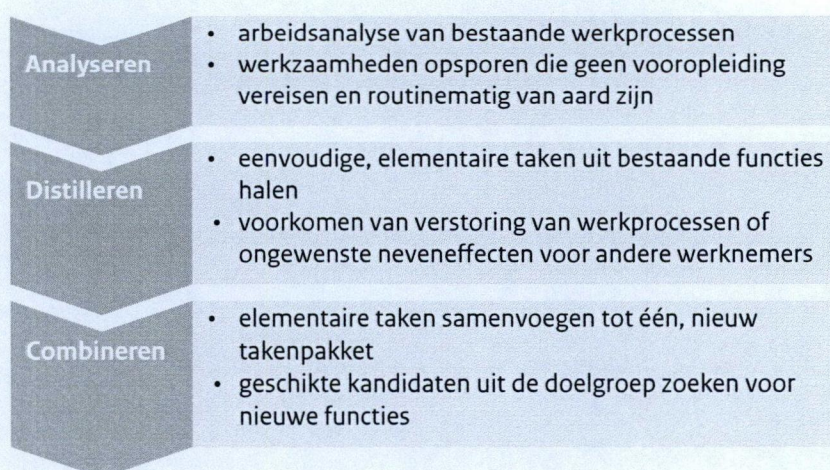 Analyseren
• arbeidsanalyse van bestaande werkprocessen
• werkzaamheden opsporen die geen vooropleiding
vereisen en routinematig van aard zijn
Distilleren
• eenvoudige, elementaire taken uit bestaande functies
halen
• voorkomen van verstoring van werkprocessen of
ongewenste neveneffecten voor andere werknemers
Combineren
• elementaire taken samenvoegen tot één, nieuw
takenpakket
• geschikte kandidaten uit de doelgroep zoeken voor
nieuwe functies